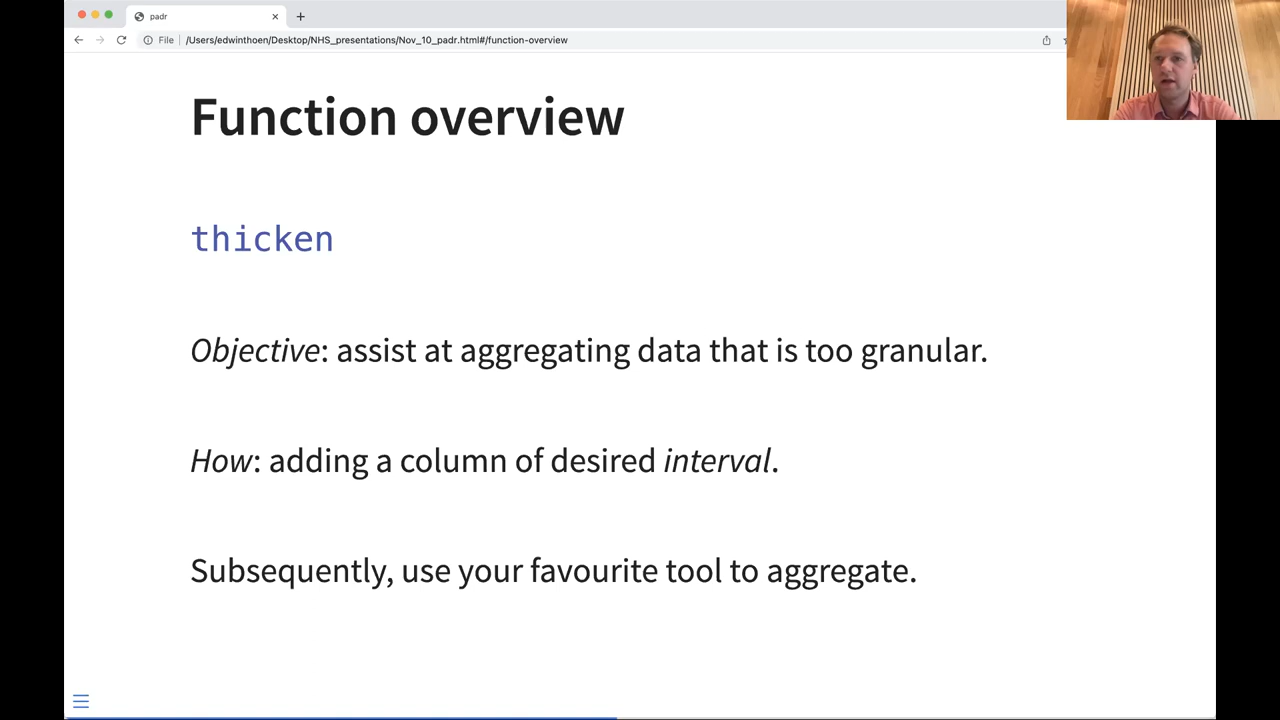 padr
File
/Users/edwinthoen/Desktop/NHS_presentations/Nov_10_padr.html#/function-overview
Function overview
thicken
Objective: assist at aggregating data that is too granular.
How: adding a column of desired interval.
Subsequently, use your favourite tool to aggregate.